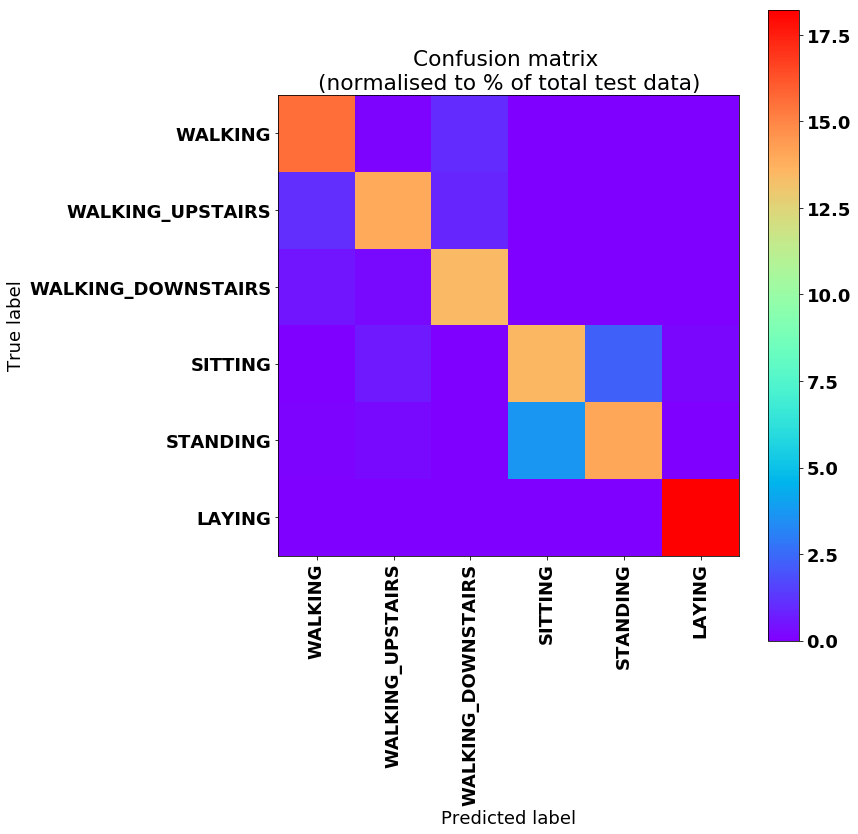 Confusion matrix
(normalised to % of total test data)
True label
WALKING
WALKING_UPSTAIRS
WALKING_DOWNSTAIRS
SITTING
STANDING
LAYING
WALKING
WALKING_UPSTAIRS
WALKING_DOWNSTAIRS
SITTING
STANDING
LAYING
Predicted label
17.5
15.0
12.5
10.0
7.5
5.0
2.5
0.0